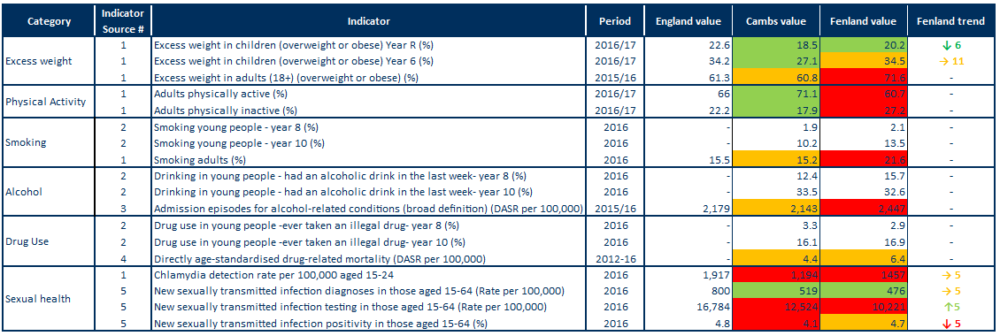 Category Indicator Source # Indicator Period England value Cambs value Fenland value Fenland trend
Excess weight
1 Excess weight in children (overweight or obese) Year R (%) 2016/17 22.6 18.5 20.2 ↓ 6
1 Excess weight in children (overweight or obese) Year 6 (%) 2016/17 34.2 27.1 34.5 → 11
1 Excess weight in adults (18+) (overweight or obese) (%) 2015/16 61.3 60.8 71.6 -
Physical Activity
1 Adults physically active (%) 2016/17 66 71.1 60.7 -
1 Adults physically inactive (%) 2016/17 22.2 17.9 27.2 -
Smoking
2 Smoking young people - year 8 (%) 2016 - 1.9 2.1 -
2 Smoking young people - year 10 (%) 2016 - 10.2 13.5 -
1 Smoking adults (%) 2016 15.5 15.2 21.6 -
Alcohol
2 Drinking in young people - had an alcoholic drink in the last week- year 8 (%) 2016 - 12.4 15.7 -
2 Drinking in young people - had an alcoholic drink in the last week- year 10 (%) 2016 - 33.5 32.6 -
3 Admission episodes for alcohol-related conditions (broad definition) (DASR per 100,000) 2015/16 2,179 2,143 2,447 -
Drug Use
2 Drug use in young people -ever taken an illegal drug- year 8 (%) 2016 - 3.3 2.9 -
2 Drug use in young people -ever taken an illegal drug- year 10 (%) 2016 - 16.1 16.9 -
4 Directly age-standardised drug-related mortality (DASR per 100,000) 2012-16 - 4.4 6.4 -
Sexual health
1 Chlamydia detection rate per 100,000 aged 15-24 2016 1,917 1,194 1457 → 5
5 New sexually transmitted infection diagnoses in those aged 15-64 (Rate per 100,000) 2016 800 519 476 → 5
5 New sexually transmitted infection testing in those aged 15-64 (Rate per 100,000) 2016 16,784 12,524 10,221 ↑5
5 New sexually transmitted infection positivity in those aged 15-64 (%) 2016 4.8 4.1 4.7 ↓ 5